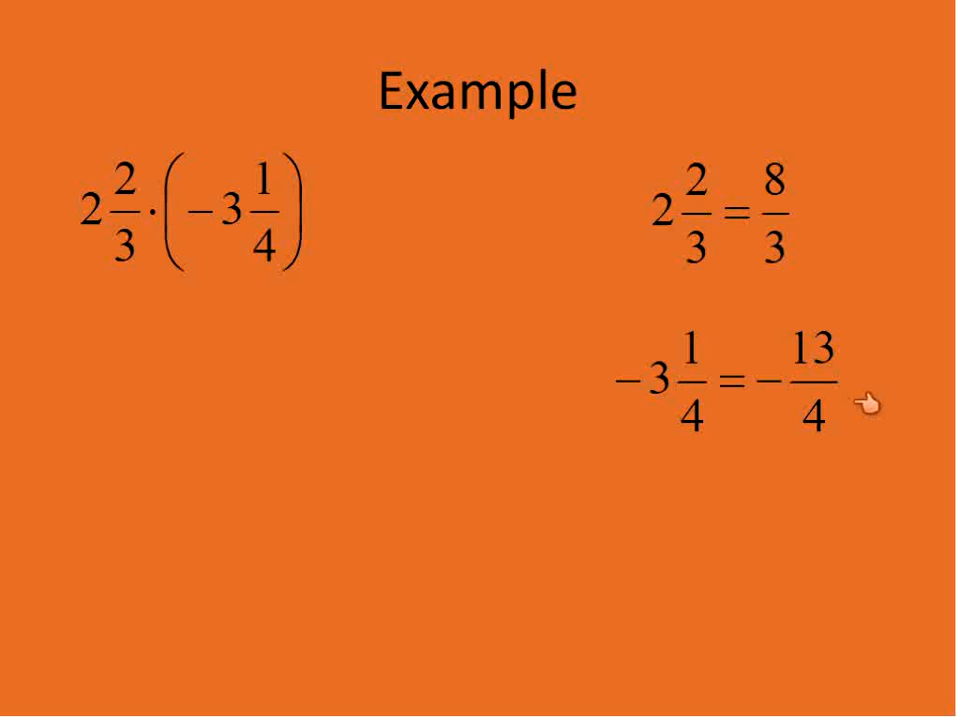 Example
2 2/3 · ( − 3 1/4 )
2 2/3 = 8/3
− 3 1/4 = − 13/4